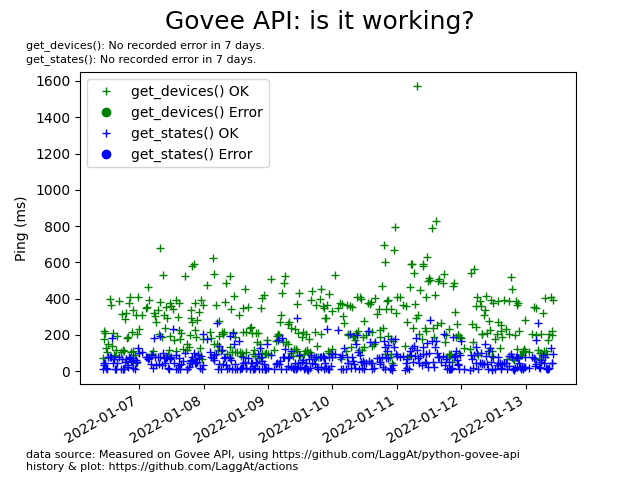 Govee API: is it working?
get_devices(): No recorded error in 7 days.
get_states(): No recorded error in 7 days.
get_devices() OK
get_devices() Error
get_states() OK
get_states() Error
Ping (ms)
1600
1400
1200
1000
800
600
400
200
0
2022-01-07
2022-01-08
2022-01-09
2022-01-10
2022-01-11
2022-01-12
2022-01-13
data source: Measured on Govee API, using https://github.com/LaggAt/python-govee-api
history & plot: https://github.com/LaggAt/actions